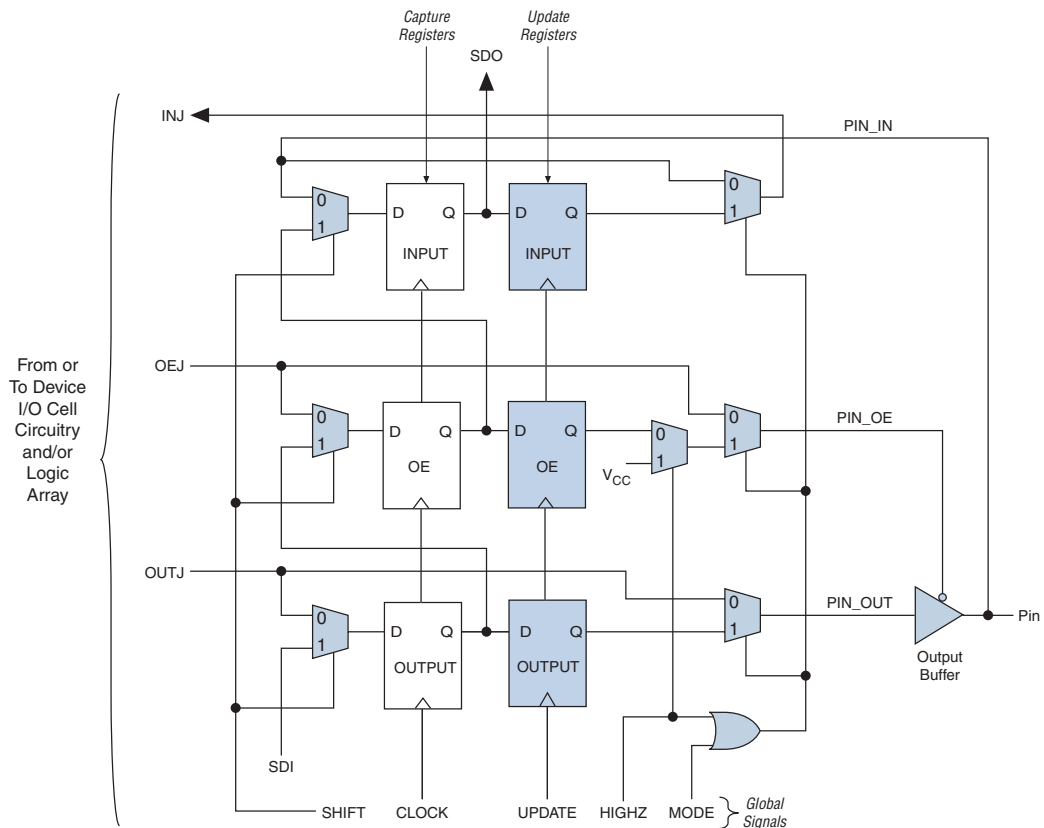 Capture
Registers
Update
Registers
SDO
INJ
PIN_IN
0
1
D Q
INPUT
D Q
INPUT
0
1
From or
To Device
I/O Cell
Circuitry
and/or
Logic
Array
OEJ
0
1
D Q
OE
D Q
OE
0
1
VCC
0
1
PIN_OE
OUTJ
0
1
D Q
OUTPUT
D Q
OUTPUT
0
1
PIN_OUT
Pin
Output
Buffer
SDI
SHIFT
CLOCK
UPDATE
HIGHZ
MODE
Global
Signals